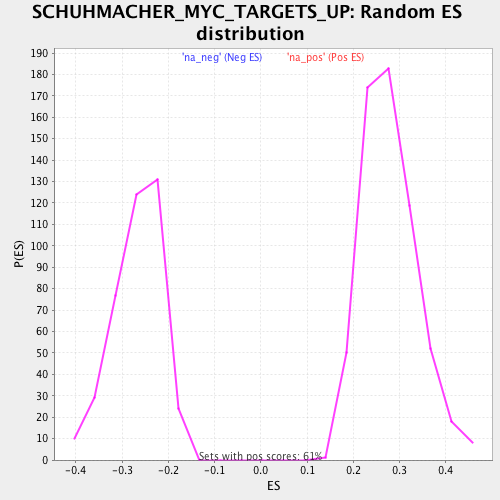 SCHUHMACHER_MYC_TARGETS_UP: Random ES
distribution
'na_neg' (Neg ES) 'na_pos' (Pos ES)
P(ES)
190
180
170
160
150
140
130
120
110
100
90
80
70
60
50
40
30
20
10
0
Sets with pos scores: 61%
-0.4 -0.3 -0.2 -0.1 0.0 0.1 0.2 0.3 0.4
ES